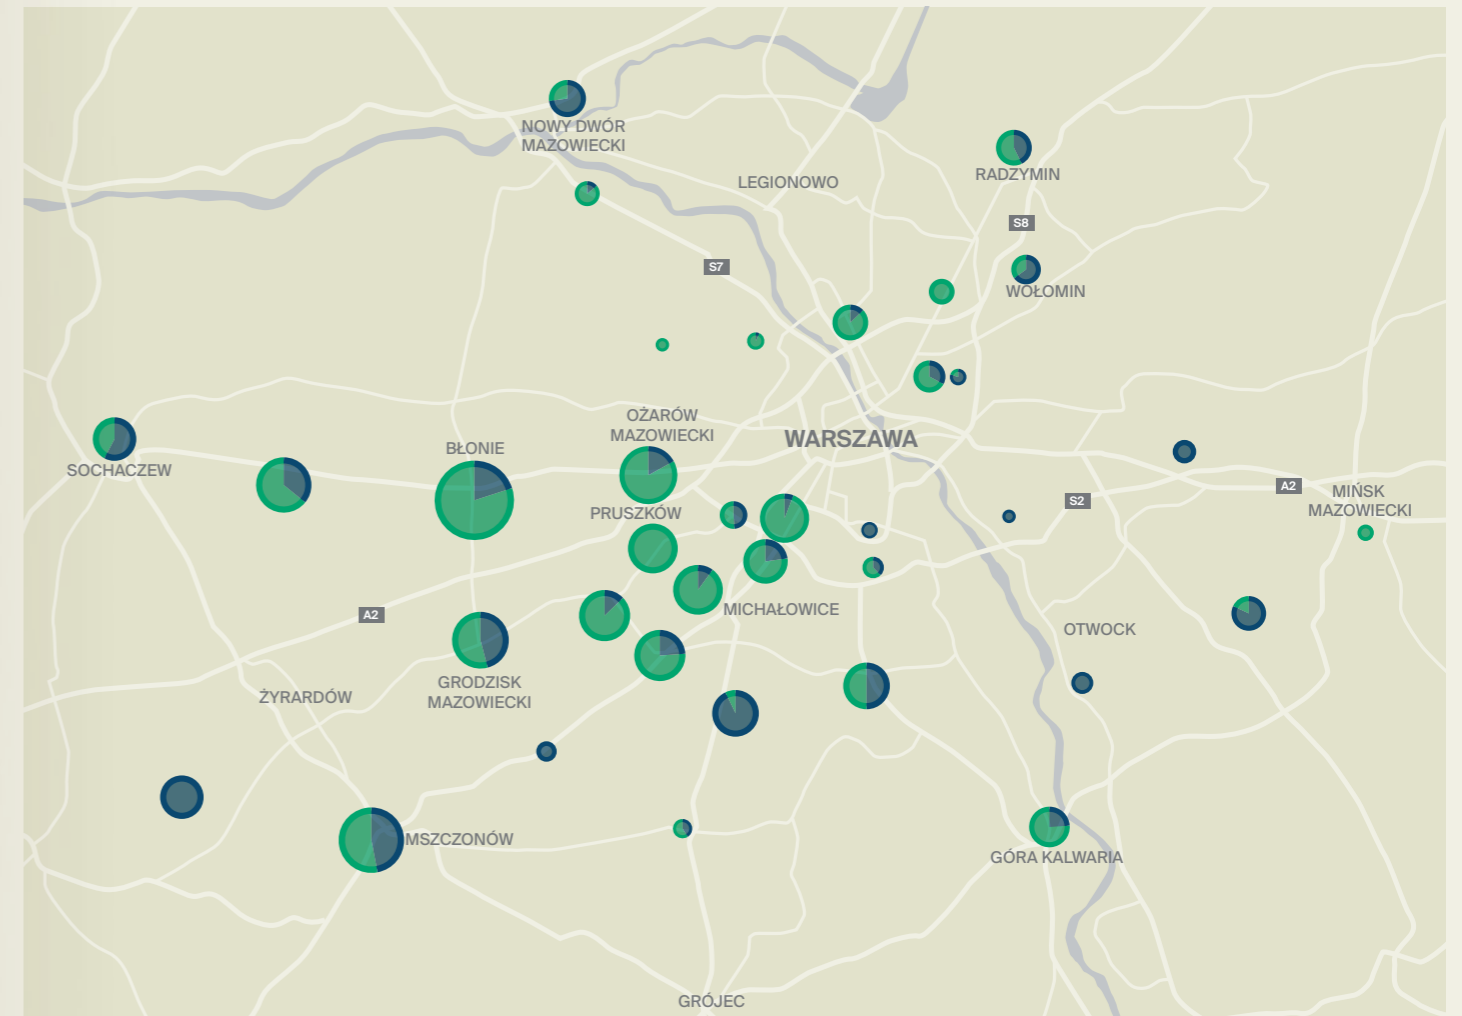 NOWY DWÓR
MAZOWIECKI
LEGIONOWO
RADZYMIN
S8
S7
WOŁOMIN
OŻARÓW
MAZOWIECKI
WARSZAWA
BŁONIE
SOCHACZEW
A2
MIŃSK
MAZOWIECKI
S2
PRUSZKÓW
A2
MICHAŁOWICE
OTWOCK
GRODZISK
MAZOWIECKI
ŻYRARDÓW
MSZCZONÓW
GÓRA KALWARIA
GRÓJEC